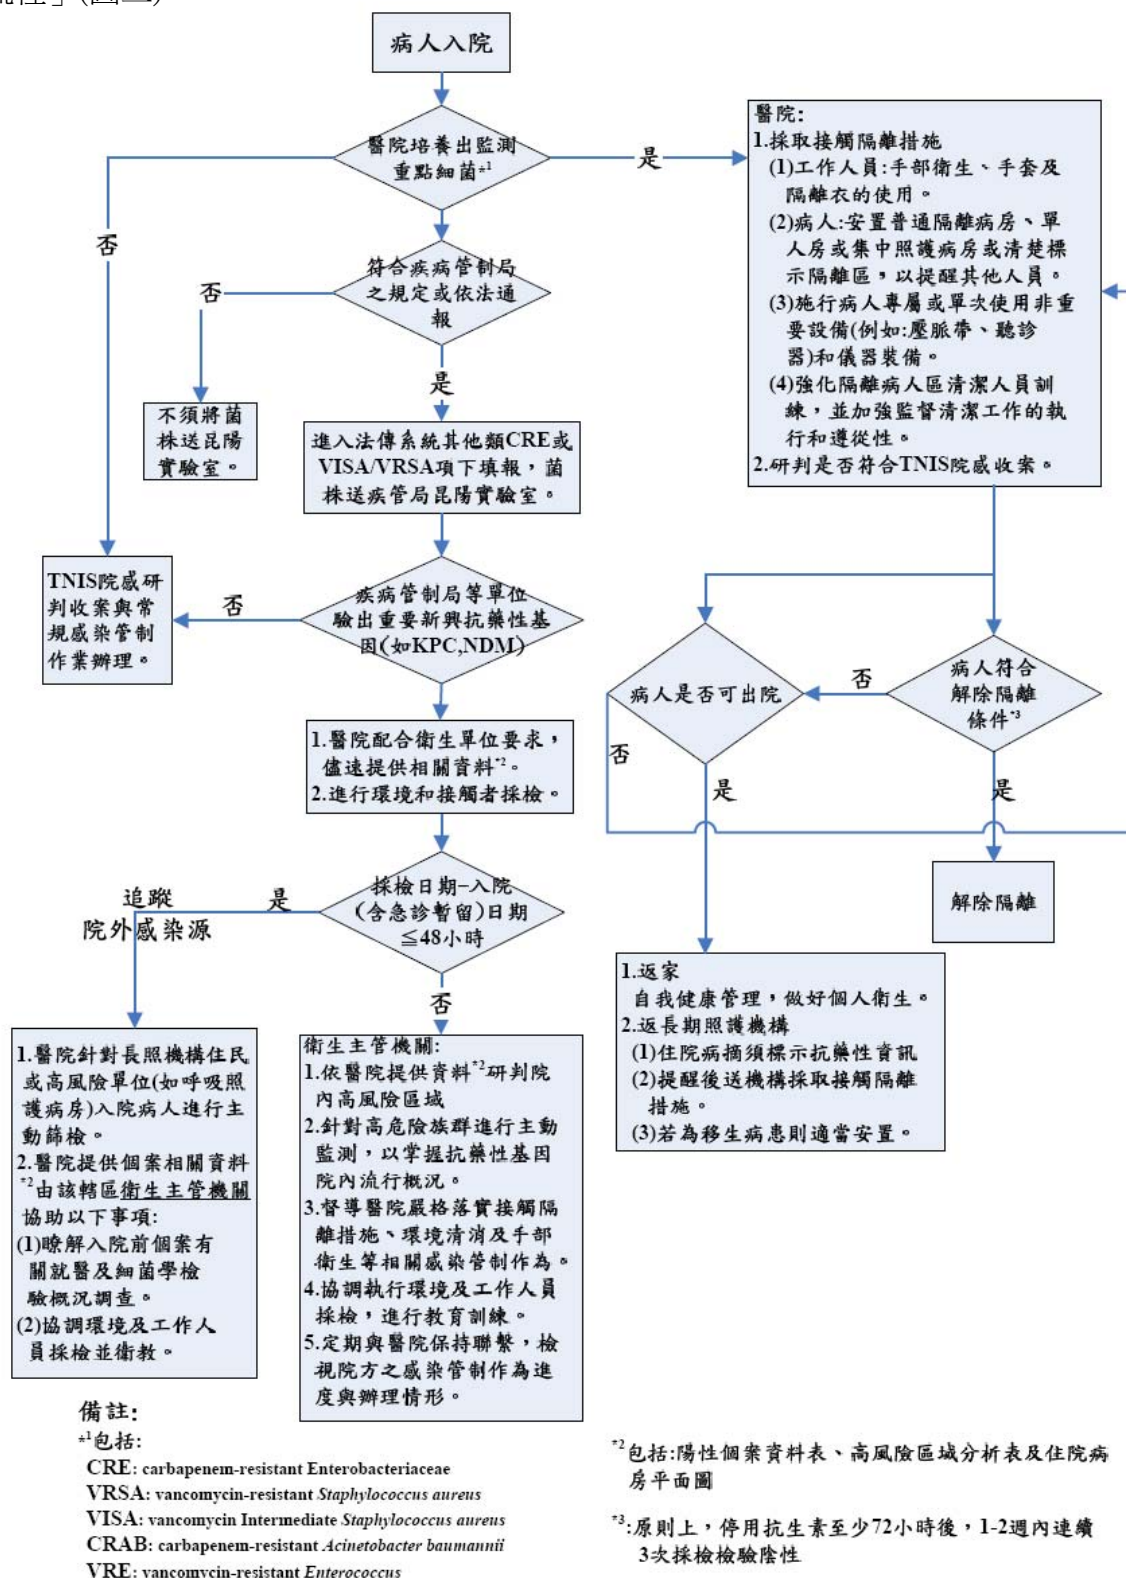 病人入院
醫院培養出監測
重點細菌*1
是
否
符合疾病管制局
之規定或依法通
報
否
是
不須將菌
株送昆陽
實驗室。
進入法傳系統其他類CRE或
VISA/VRSA項下填報，菌
株送疾管局昆陽實驗室。
疾病管制局等單位
驗出重要新興抗藥性基
因(如KPC,NDM)
否
TNIS院感研
判收案與常
規感染管制
作業辦理。
1.醫院配合衛生單位要求，
儘速提供相關資料*2。
2.進行環境和接觸者採檢。
採檢日期-入院
(含急診暫留)日期
≦48小時
是
追蹤
院外感染源
否
1.醫院針對長照機構住民
或高風險單位(如呼吸照
護病房)入院病人進行主
動篩檢。
2.醫院提供個案相關資料
*2由該轄區衛生主管機關
協助以下事項:
(1)瞭解入院前個案有
關就醫及細菌學檢
驗概況調查。
(2)協調環境及工作人
員採檢並衛教。
衛生主管機關:
1.依醫院提供資料*2研判院
內高風險區域
2.針對高危險族群進行主動
監測，以掌握抗藥性基因
院內流行概況。
3.督導醫院嚴格落實接觸隔
離措施、環境清消及手部
衛生等相關感染管制作為。
4.協調執行環境及工作人員
採檢，進行教育訓練。
5.定期與醫院保持聯繫，檢
視院方之感染管制作為進
度與辦理情形。
醫院:
1.採取接觸隔離措施
(1)工作人員:手部衛生、手套及
隔離衣的使用。
(2)病人:安置普通隔離病房、單
人房或集中照護病房或清楚標
示隔離區，以提醒其他人員。
(3)施行病人專屬或單次使用非重
要設備(例如:壓脈帶、聽診
器)和儀器裝備。
(4)強化隔離病人區清潔人員訓
練，並加強監督清潔工作的執
行和遵從性。
2.研判是否符合TNIS院感收案。
病人符合
解除隔離
條件*3
否
病人是否可出院
否
是
是
解除隔離
1.返家
自我健康管理，做好個人衛生。
2.返長期照護機構
(1)住院病摘須標示抗藥性資訊
(2)提醒後送機構採取接觸隔離
措施。
(3)若為移生病患則適當安置。
備註:
*1包括:
CRE: carbapenem-resistant Enterobacteriaceae
VRSA: vancomycin-resistant Staphylococcus aureus
VISA: vancomycin Intermediate Staphylococcus aureus
CRAB: carbapenem-resistant Acinetobacter baumannii
VRE: vancomycin-resistant Enterococcus
*2包括:陽性個案資料表、高風險區域分析表及住院病
房平面圖
*3:原則上，停用抗生素至少72小時後，1-2週內連續
3次採檢檢驗陰性